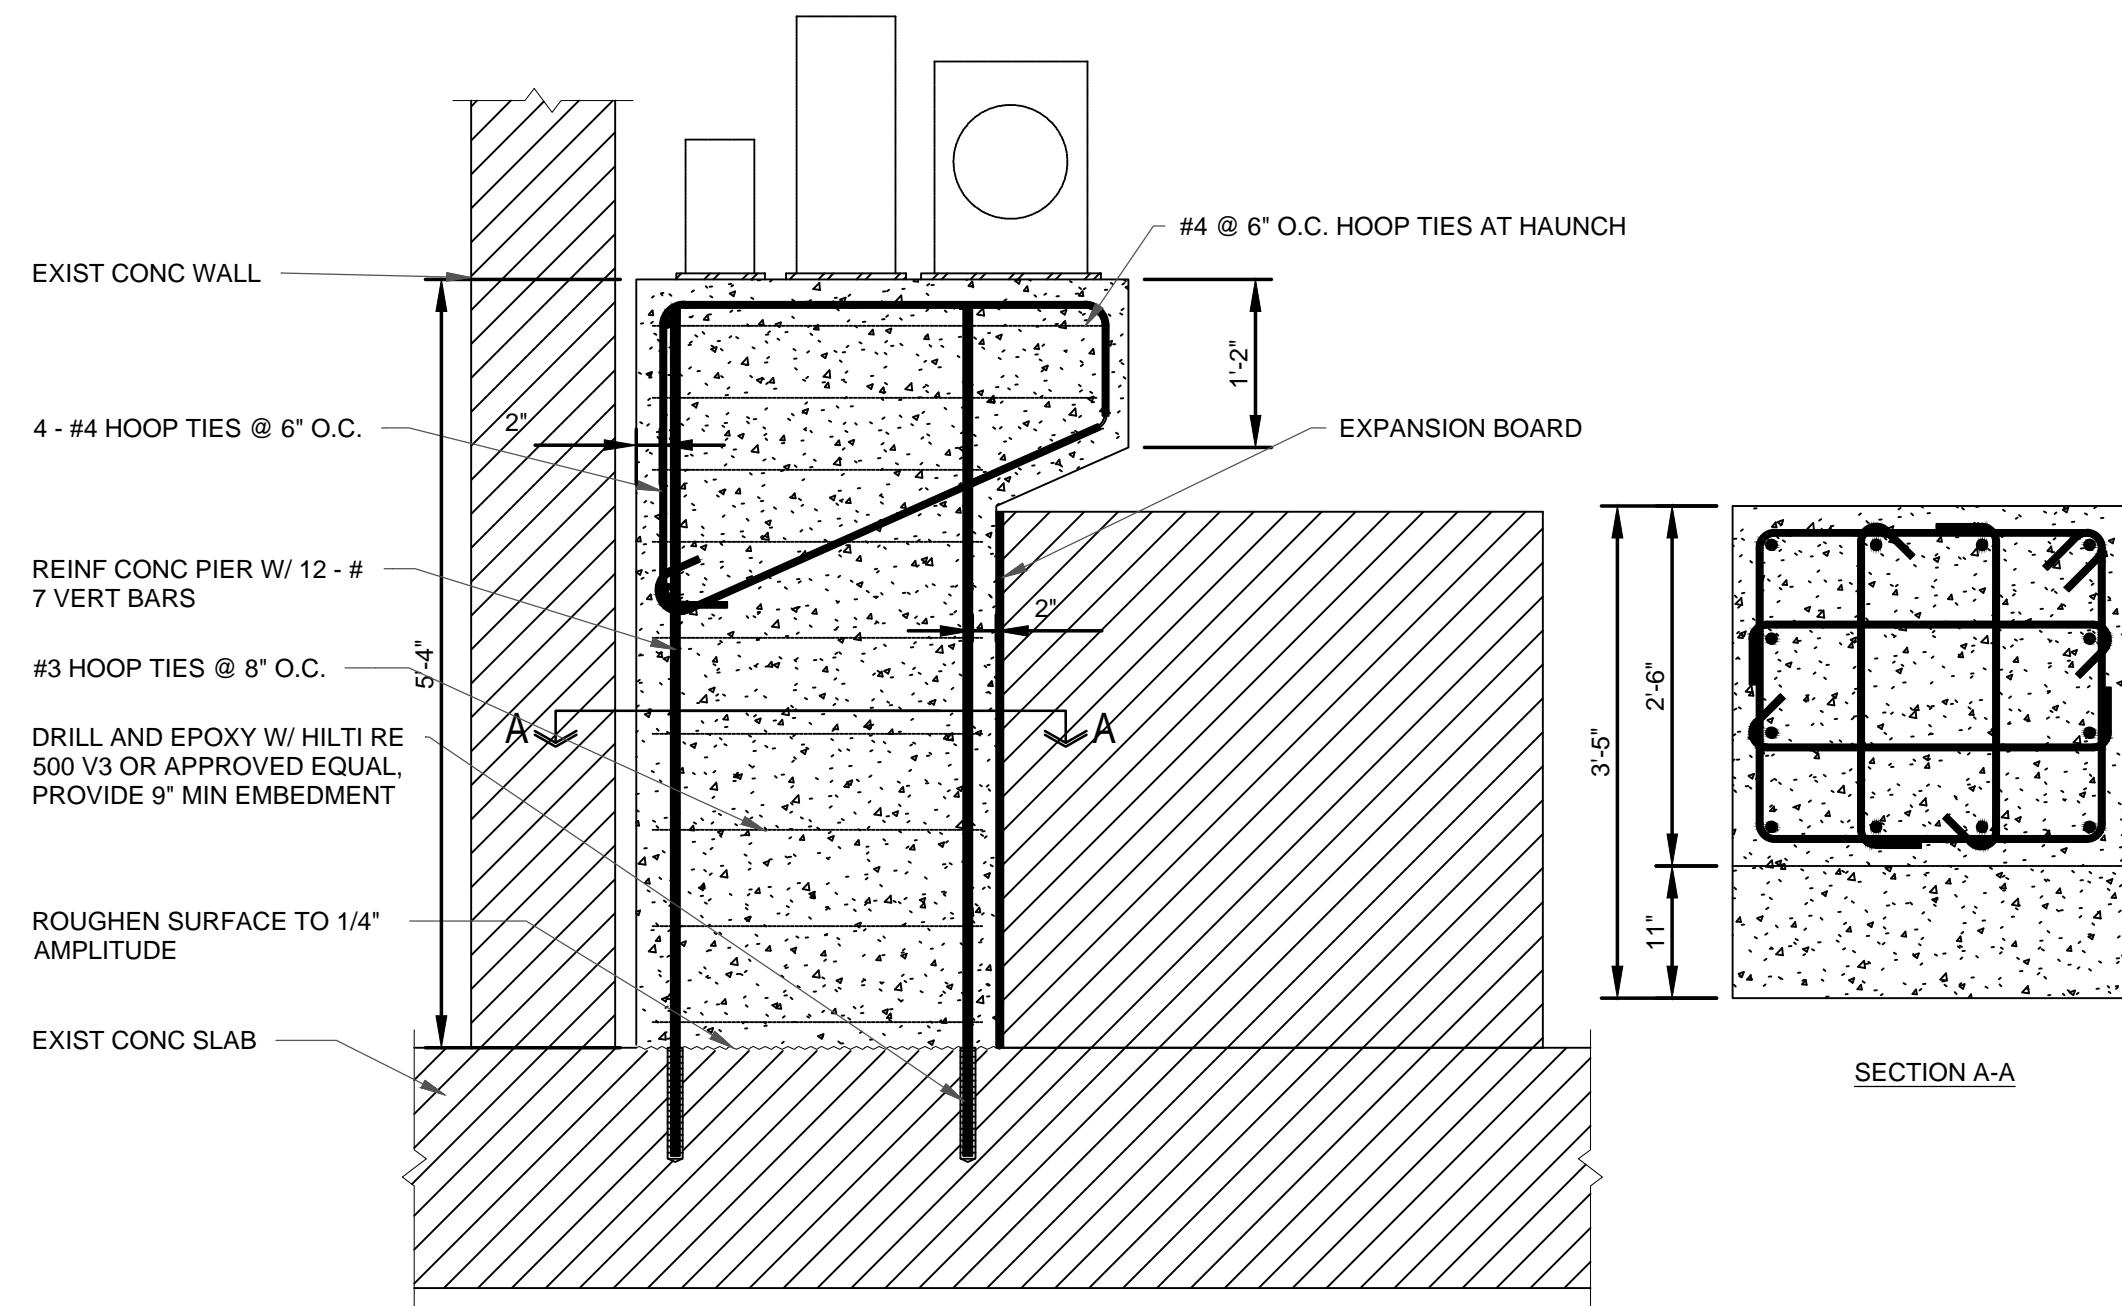 #4 @ 6" O.C. HOOP TIES AT HAUNCH
EXIST CONC WALL
1'-2"
4 - #4 HOOP TIES @ 6" O.C.
2"
EXPANSION BOARD
REINF CONC PIER W/ 12 - #
7 VERT BARS
2"
#3 HOOP TIES @ 8" O.C.
5'-4"
2'-6"
3'-5"
A A
DRILL AND EPOXY W/ HILTI RE
500 V3 OR APPROVED EQUAL,
PROVIDE 9" MIN EMBEDMENT
ROUGHEN SURFACE TO 1/4"
AMPLITUDE
11"
EXIST CONC SLAB
SECTION A-A